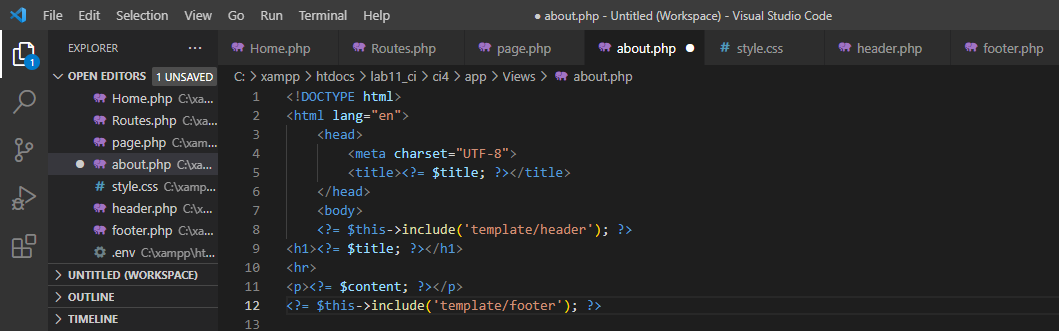 File Edit Selection View Go Run Terminal Help ● about.php - Untitled (Workspace) - Visual Studio Code
EXPLORER ···
Home.php Routes.php page.php about.php ● # style.css header.php footer.php
OPEN EDITORS 1 UNSAVED
1
C: > xampp > htdocs > lab11_ci > ci4 > app > Views > about.php
Home.php C:\xa...
Routes.php C:\xa...
page.php C:\xam...
● about.php C:\xa...
# style.css C:\xamp...
header.php C:\x...
footer.php C:\xa...
.env C:\xampp\ht...
UNTITLED (WORKSPACE)
OUTLINE
TIMELINE
1 <!DOCTYPE html>
2 <html lang="en">
3 <head>
4 <meta charset="UTF-8">
5 <title><?= $title; ?></title>
6 </head>
7 <body>
8 <?= $this->include('template/header'); ?>
9 <h1><?= $title; ?></h1>
10 <hr>
11 <p><?= $content; ?></p>
12 <?= $this->include('template/footer'); ?>
13